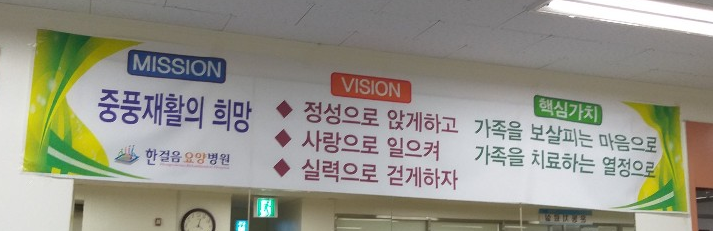 MISSION
중풍재활의 희망
한걸음요양병원
VISION
◆ 정성으로 앉게하고
◆ 사랑으로 일으켜
◆ 실력으로 걷게하자
핵심가치
가족을 보살피는 마음으로
가족을 치료하는 열정으로